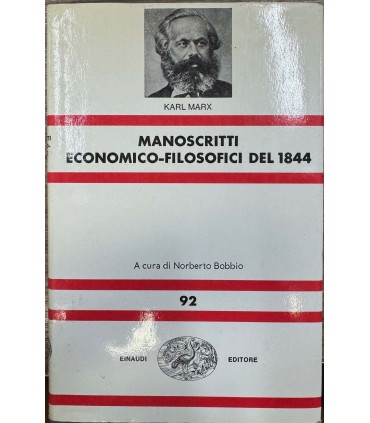 KARL MARX
MANOSCRITTI
ECONOMICO-FILOSOFICI DEL 1844
A cura di Norberto Bobbio
92
EINAUDI EDITORE